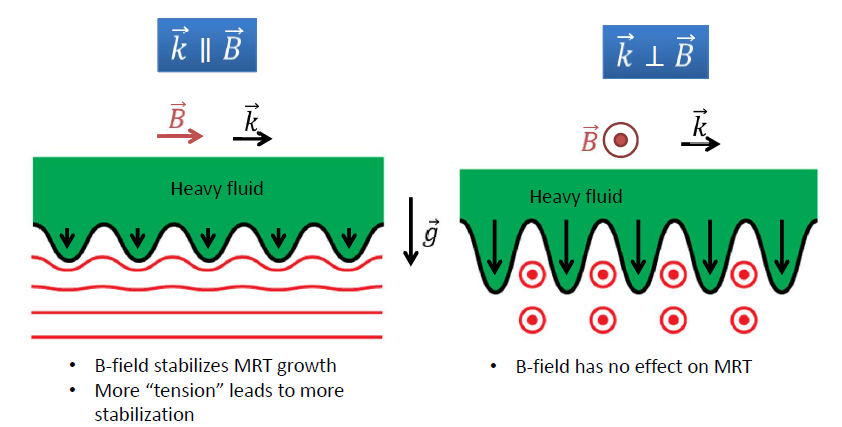 k⃗ ∥ B⃗
k⃗ ⊥ B⃗
B⃗
k⃗
B⃗
k⃗
Heavy fluid
g⃗
Heavy fluid
• B-field stabilizes MRT growth
• More “tension” leads to more
stabilization
• B-field has no effect on MRT